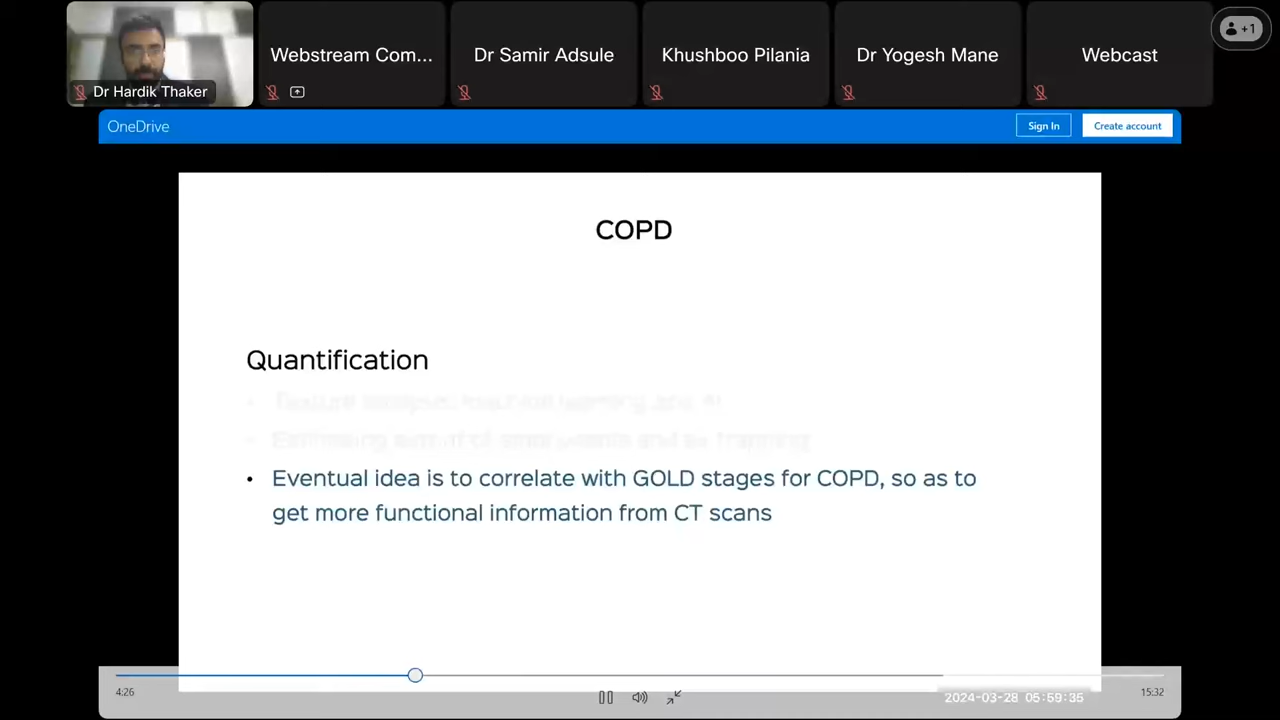 +1
Webstream Com...
Dr Samir Adsule
Khushboo Pilania
Dr Yogesh Mane
Webcast
Dr Hardik Thaker
OneDrive
Sign In
Create account
COPD
Quantification
• Eventual idea is to correlate with GOLD stages for COPD, so as to
get more functional information from CT scans
4:26
2024-03-28 05:59:35
15:32